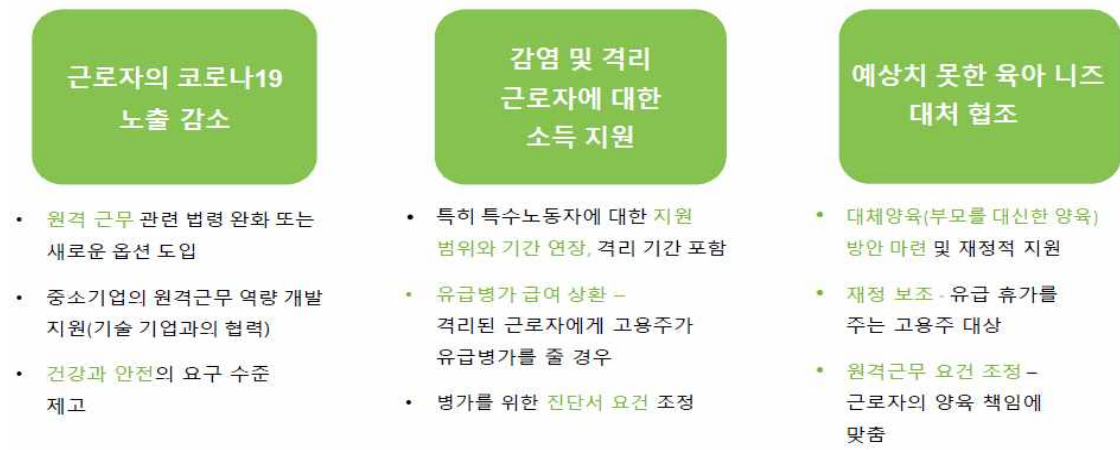 근로자의 코로나19
노출 감소
• 원격 근무 관련 법령 완화 또는
새로운 옵션 도입
• 중소기업의 원격근무 역량 개발
지원(기술 기업과의 협력)
• 건강과 안전의 요구 수준
제고
감염 및 격리
근로자에 대한
소득 지원
• 특히 특수노동자에 대한 지원
범위와 기간 연장, 격리 기간 포함
• 유급병가 급여 상환 –
격리된 근로자에게 고용주가
유급병가를 줄 경우
• 병가를 위한 진단서 요건 조정
예상치 못한 육아 니즈
대처 협조
• 대체양육(부모를 대신한 양육)
방안 마련 및 재정적 지원
• 재정 보조 - 유급 휴가를
주는 고용주 대상
• 원격근무 요건 조정 –
근로자의 양육 책임에
맞춤